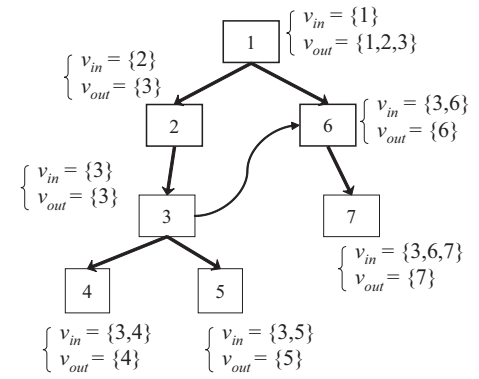 1
v_in = {1}
v_out = {1,2,3}
v_in = {2}
v_out = {3}
2
6
v_in = {3,6}
v_out = {6}
v_in = {3}
v_out = {3}
3
7
v_in = {3,6,7}
v_out = {7}
4
5
v_in = {3,4}
v_out = {4}
v_in = {3,5}
v_out = {5}